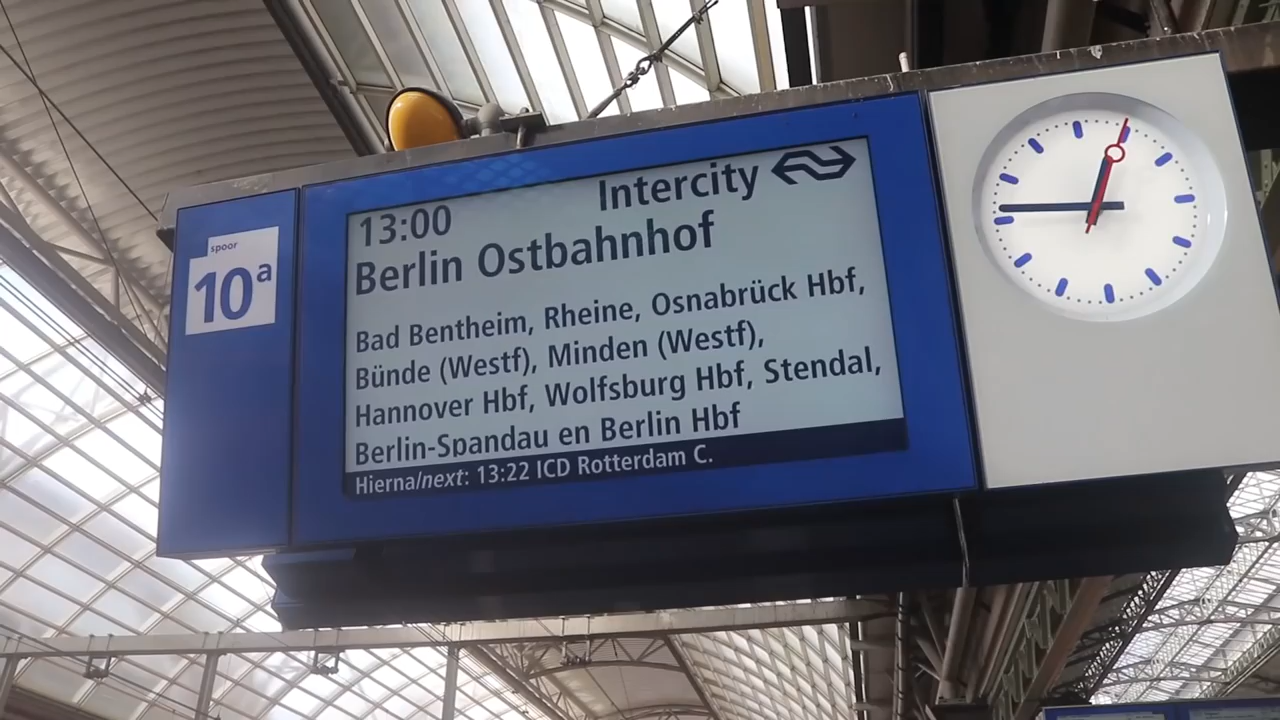 spoor
10a
13:00
Intercity
Berlin Ostbahnhof
Bad Bentheim, Rheine, Osnabrück Hbf,
Bünde (Westf), Minden (Westf),
Hannover Hbf, Wolfsburg Hbf, Stendal,
Berlin-Spandau en Berlin Hbf
Hierna/next: 13:22 ICD Rotterdam C.